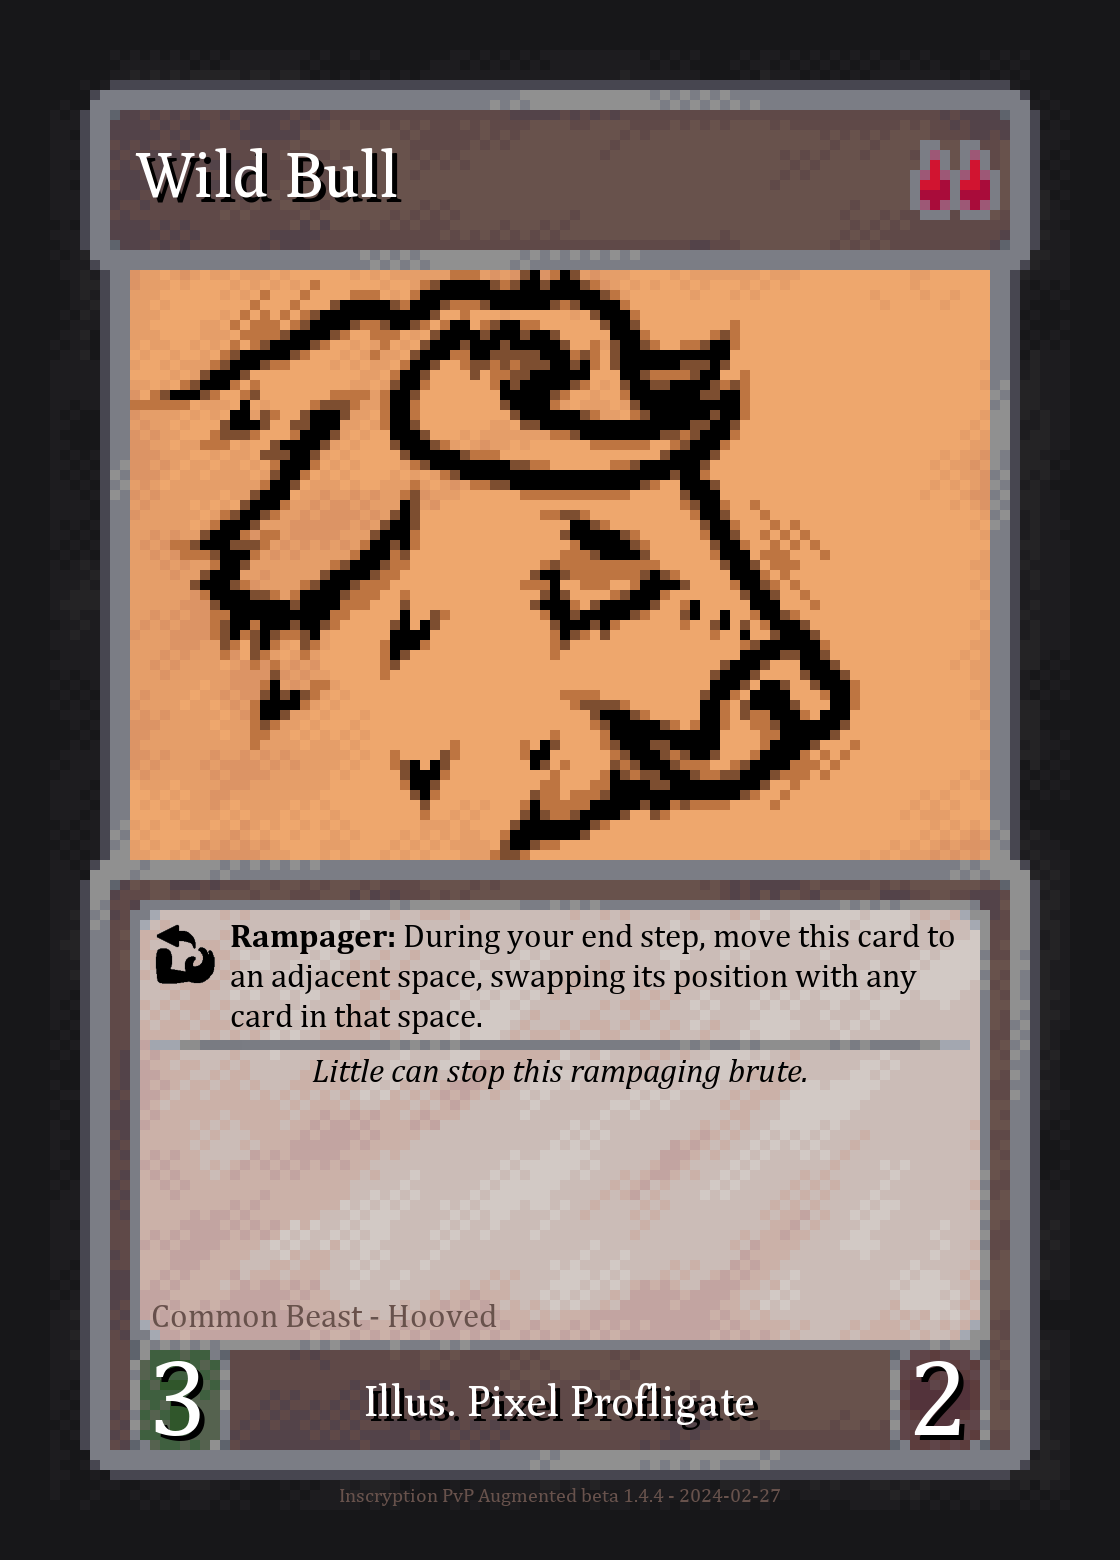 Wild Bull
Rampager: During your end step, move this card to
an adjacent space, swapping its position with any
card in that space.
Little can stop this rampaging brute.
Common Beast - Hooved
3
Illus. Pixel Profligate
2
Inscryption PvP Augmented beta 1.4.4 - 2024-02-27